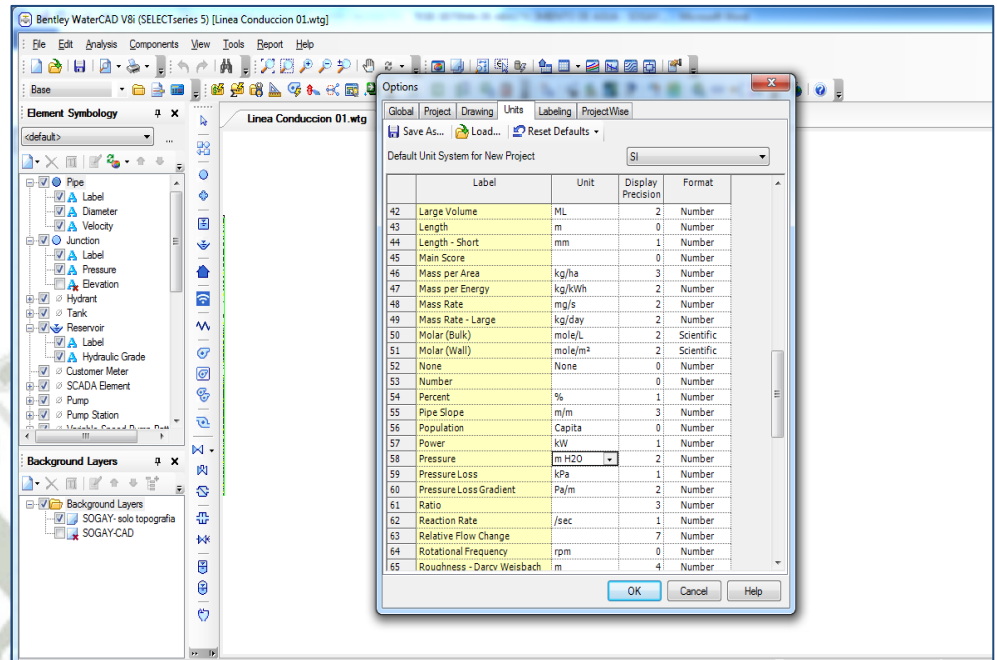 Bentley WaterCAD V8i (SELECTseries 5) [Linea Conduccion 01.wtg]
File Edit Analysis Components View Tools Report Help
Base
Element Symbology
<default>
Pipe
Label
Diameter
Velocity
Junction
Label
Pressure
Elevation
Hydrant
Tank
Reservoir
Label
Hydraulic Grade
Customer Meter
SCADA Element
Pump
Pump Station
Variable Speed Pump Batt
Background Layers
Background Layers
SOGAY- solo topografia
SOGAY-CAD
Linea Conduccion 01.wtg
Options
Global Project Drawing Units Labeling ProjectWise
Save As... Load... Reset Defaults
Default Unit System for New Project SI
Label Unit Display Precision Format
42 Large Volume ML 2 Number
43 Length m 0 Number
44 Length - Short mm 1 Number
45 Main Score 0 Number
46 Mass per Area kg/ha 3 Number
47 Mass per Energy kg/kWh 2 Number
48 Mass Rate mg/s 2 Number
49 Mass Rate - Large kg/day 2 Number
50 Molar (Bulk) mole/L 2 Scientific
51 Molar (Wall) mole/m² 2 Scientific
52 None None 0 Number
53 Number 0 Number
54 Percent % 1 Number
55 Pipe Slope m/m 3 Number
56 Population Capita 0 Number
57 Power kW 1 Number
58 Pressure m H2O 2 Number
59 Pressure Loss kPa 1 Number
60 Pressure Loss Gradient Pa/m 2 Number
61 Ratio 3 Number
62 Reaction Rate /sec 1 Number
63 Relative Flow Change 7 Number
64 Rotational Frequency rpm 0 Number
65 Roughness - Darcy Weisbach m 4 Number
OK Cancel Help